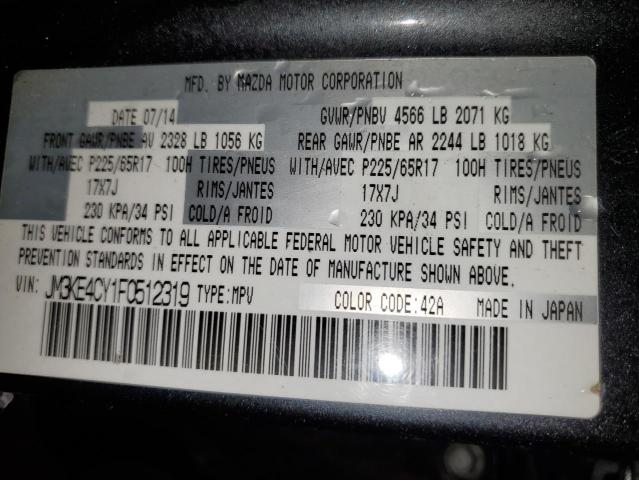 MFD. BY MAZDA MOTOR CORPORATION
DATE 07/14 GVWR/PNBV 4566 LB 2071 KG
FRONT GAWR/PNBE AV 2328 LB 1056 KG REAR GAWR/PNBE AR 2244 LB 1018 KG
WITH/AVEC P225/65R17 100H TIRES/PNEUS WITH/AVEC P225/65R17 100H TIRES/PNEUS
17X7J RIMS/JANTES 17X7J RIMS/JANTES
230 KPA/34 PSI COLD/A FROID 230 KPA/34 PSI COLD/A FROID
THIS VEHICLE CONFORMS TO ALL APPLICABLE FEDERAL MOTOR VEHICLE SAFETY AND THEFT
PREVENTION STANDARDS IN EFFECT ON THE DATE OF MANUFACTURE SHOWN ABOVE.
VIN: JM3KE4CY1F0512319 TYPE:MPV COLOR CODE:42A MADE IN JAPAN